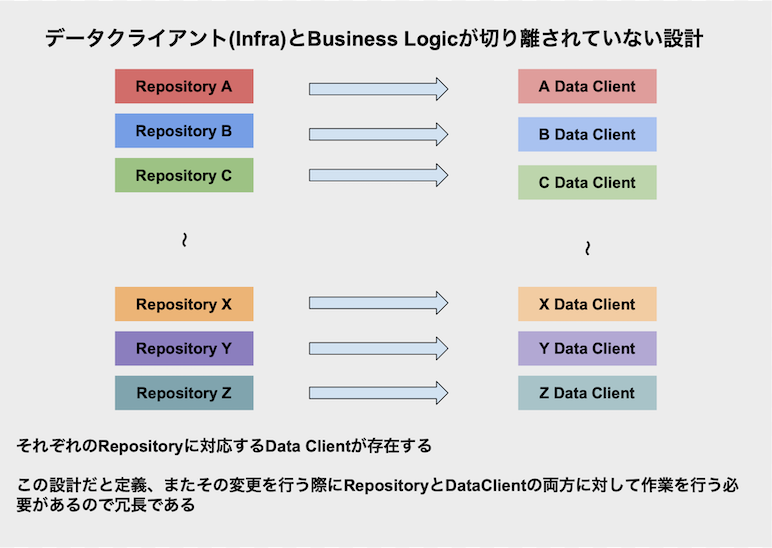 データクライアント(Infra)とBusiness Logicが切り離されていない設計
Repository A
A Data Client
Repository B
B Data Client
Repository C
C Data Client
~
~
Repository X
X Data Client
Repository Y
Y Data Client
Repository Z
Z Data Client
それぞれのRepositoryに対応するData Clientが存在する
この設計だと定義、またその変更を行う際にRepositoryとDataClientの両方に対して作業を行う必
要があるので冗長である